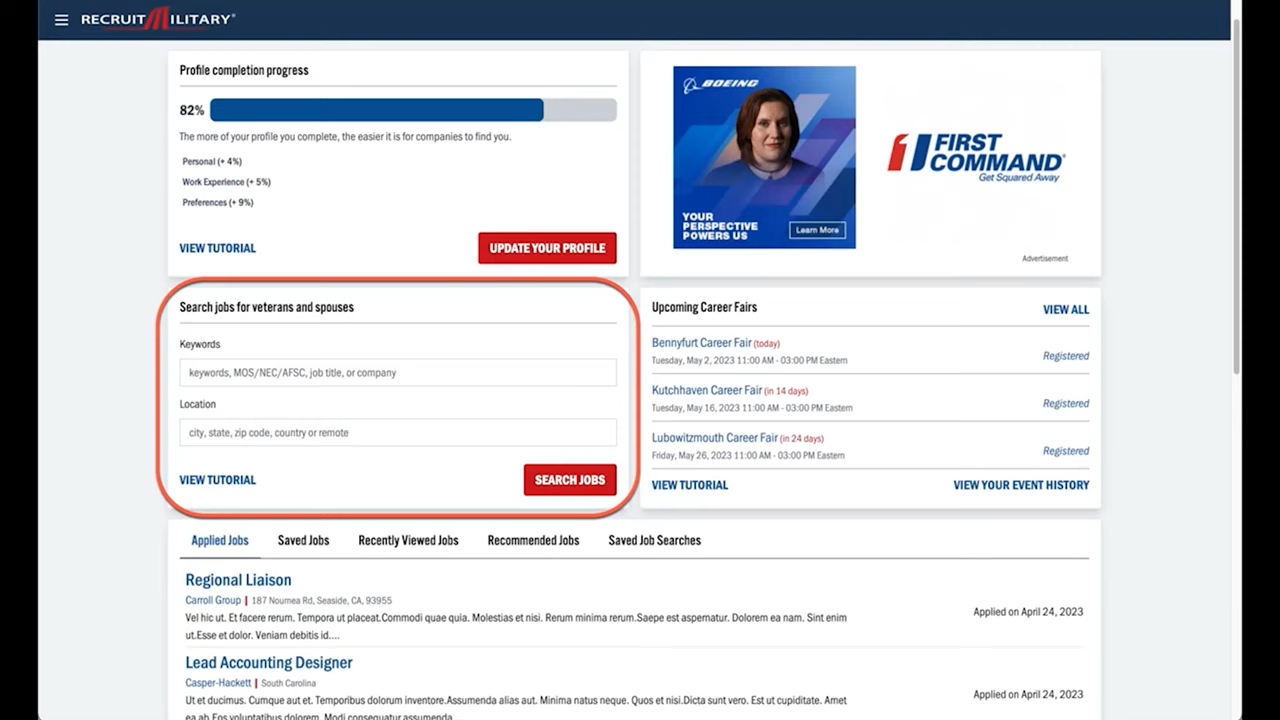 RECRUITMILITARY®
Profile completion progress
82%
The more of your profile you complete, the easier it is for companies to find you.
Personal (+ 4%)
Work Experience (+ 5%)
Preferences (+ 9%)
VIEW TUTORIAL
UPDATE YOUR PROFILE
BOEING
YOUR
PERSPECTIVE
POWERS US
Learn More
FIRST
COMMAND®
Get Squared Away
Advertisement
Search jobs for veterans and spouses
Keywords
keywords, MOS/NEC/AFSC, job title, or company
Location
city, state, zip code, country or remote
VIEW TUTORIAL
SEARCH JOBS
Upcoming Career Fairs
VIEW ALL
Bennyfurt Career Fair (today)
Tuesday, May 2, 2023 11:00 AM - 03:00 PM Eastern
Registered
Kutchhaven Career Fair (in 14 days)
Tuesday, May 16, 2023 11:00 AM - 03:00 PM Eastern
Registered
Lubowitzmouth Career Fair (in 24 days)
Friday, May 26, 2023 11:00 AM - 03:00 PM Eastern
Registered
VIEW TUTORIAL
VIEW YOUR EVENT HISTORY
Applied Jobs Saved Jobs Recently Viewed Jobs Recommended Jobs Saved Job Searches
Regional Liaison
Carroll Group | 187 Noumea Rd, Seaside, CA, 93955
Vel hic ut. Et facere rerum. Tempora ut placeat.Commodi quae quia. Molestias et nisi. Rerum minima rerum.Saepe est aspernatur. Dolorem ea nam. Sint enim
ut.Esse et dolor. Veniam debitis id....
Applied on April 24, 2023
Lead Accounting Designer
Casper-Hackett | South Carolina
Ut et ducimus. Cumque aut et. Temporibus dolorum inventore.Assumenda alias aut. Minima natus neque. Quos et nisi.Dicta sunt vero. Est ut cupiditate. Amet
ea ab.Eos voluptatibus dolorem. Modi consequatur assumenda....
Applied on April 24, 2023